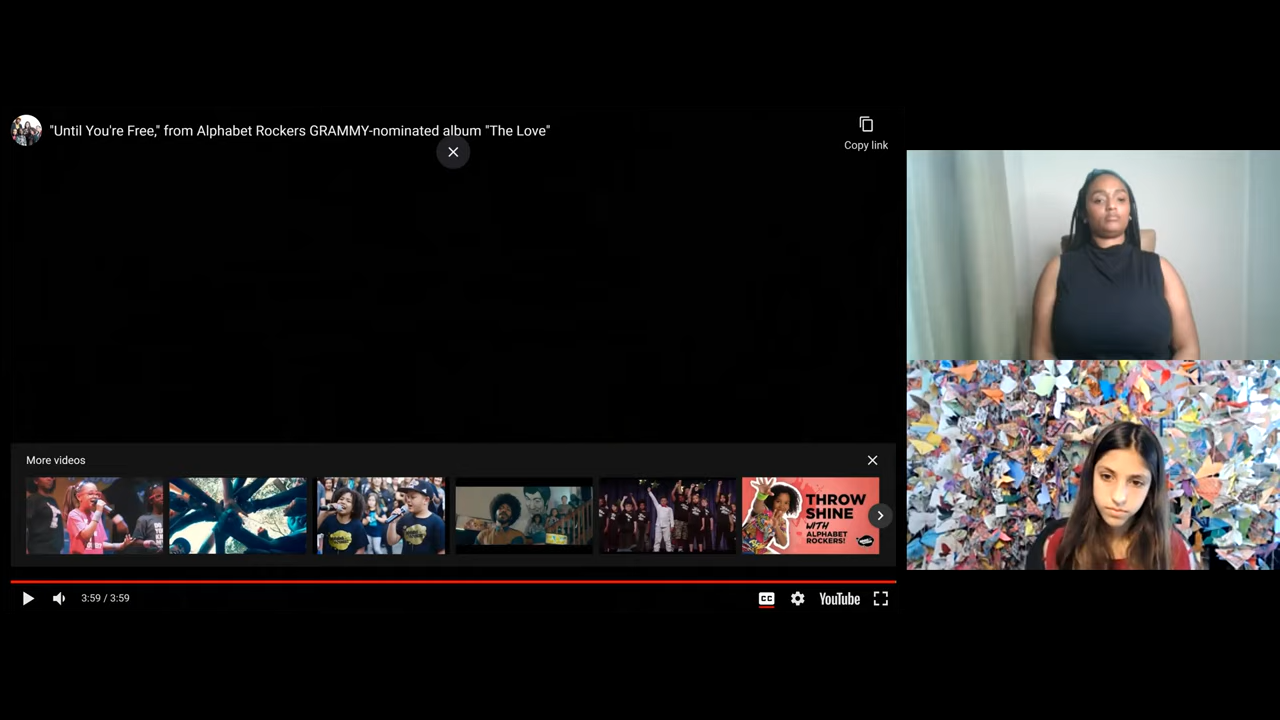 "Until You're Free," from Alphabet Rockers GRAMMY-nominated album "The Love"
Copy link
More videos
THROW
SHINE
WITH
ALPHABET
ROCKERS!
3:59 / 3:59
CC
YouTube